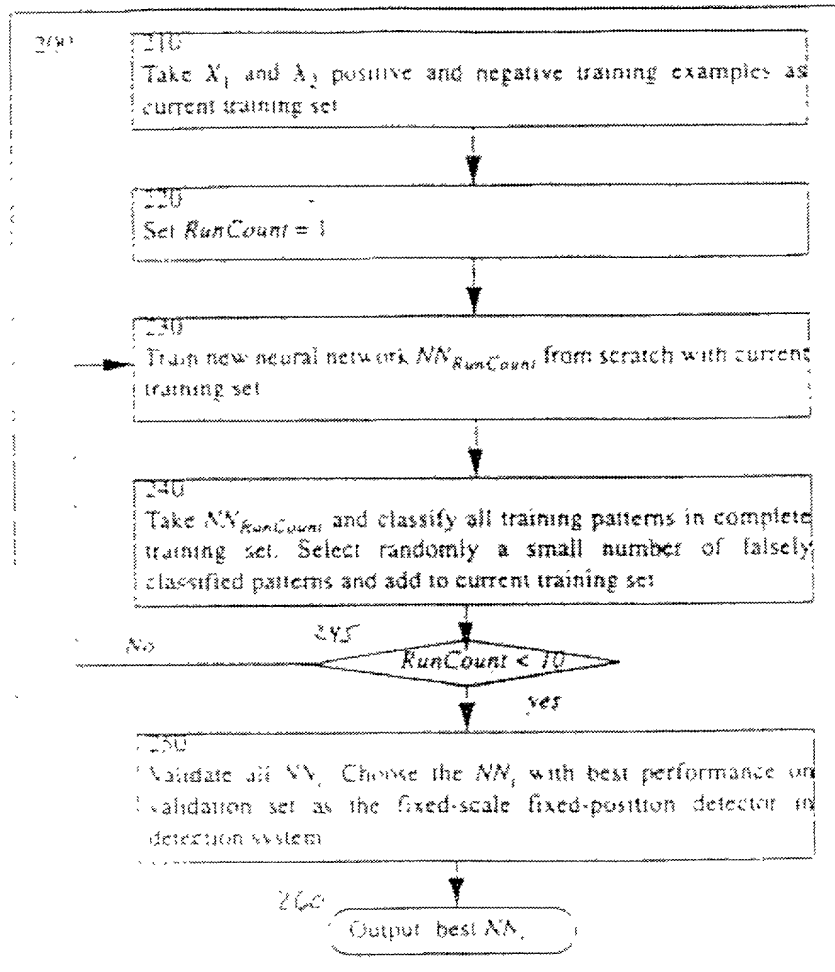 200
210
Take X₁ and X₂ positive and negative training examples as
current training set
220
Set RunCount = 1
230
Train new neural network NN_RunCount from scratch with current
training set
240
Take NN_RunCount and classify all training patterns in complete
training set. Select randomly a small number of falsely
classified patterns and add to current training set
245
No
RunCount < 10
yes
250
Validate all NNᵢ. Choose the NNᵢ with best performance on
validation set as the fixed-scale fixed-position detector in
detection system
260
Output best NNᵢ